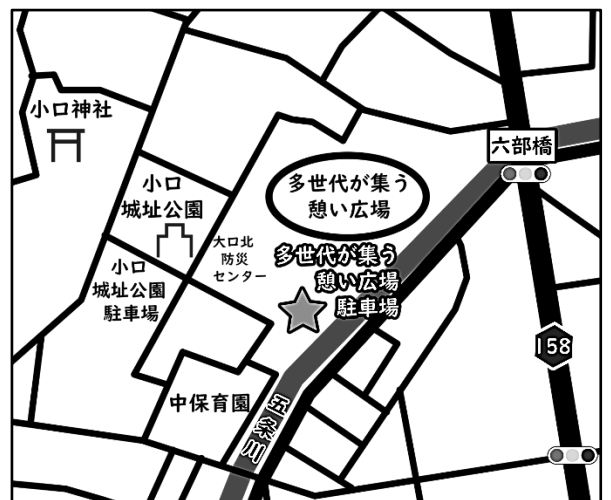 小口神社
六部橋
小口
城址公園
多世代が集う
憩い広場
大口北
防災
センター
多世代が集う
憩い広場
駐車場
小口
城址公園
駐車場
158
中保育園
五条川